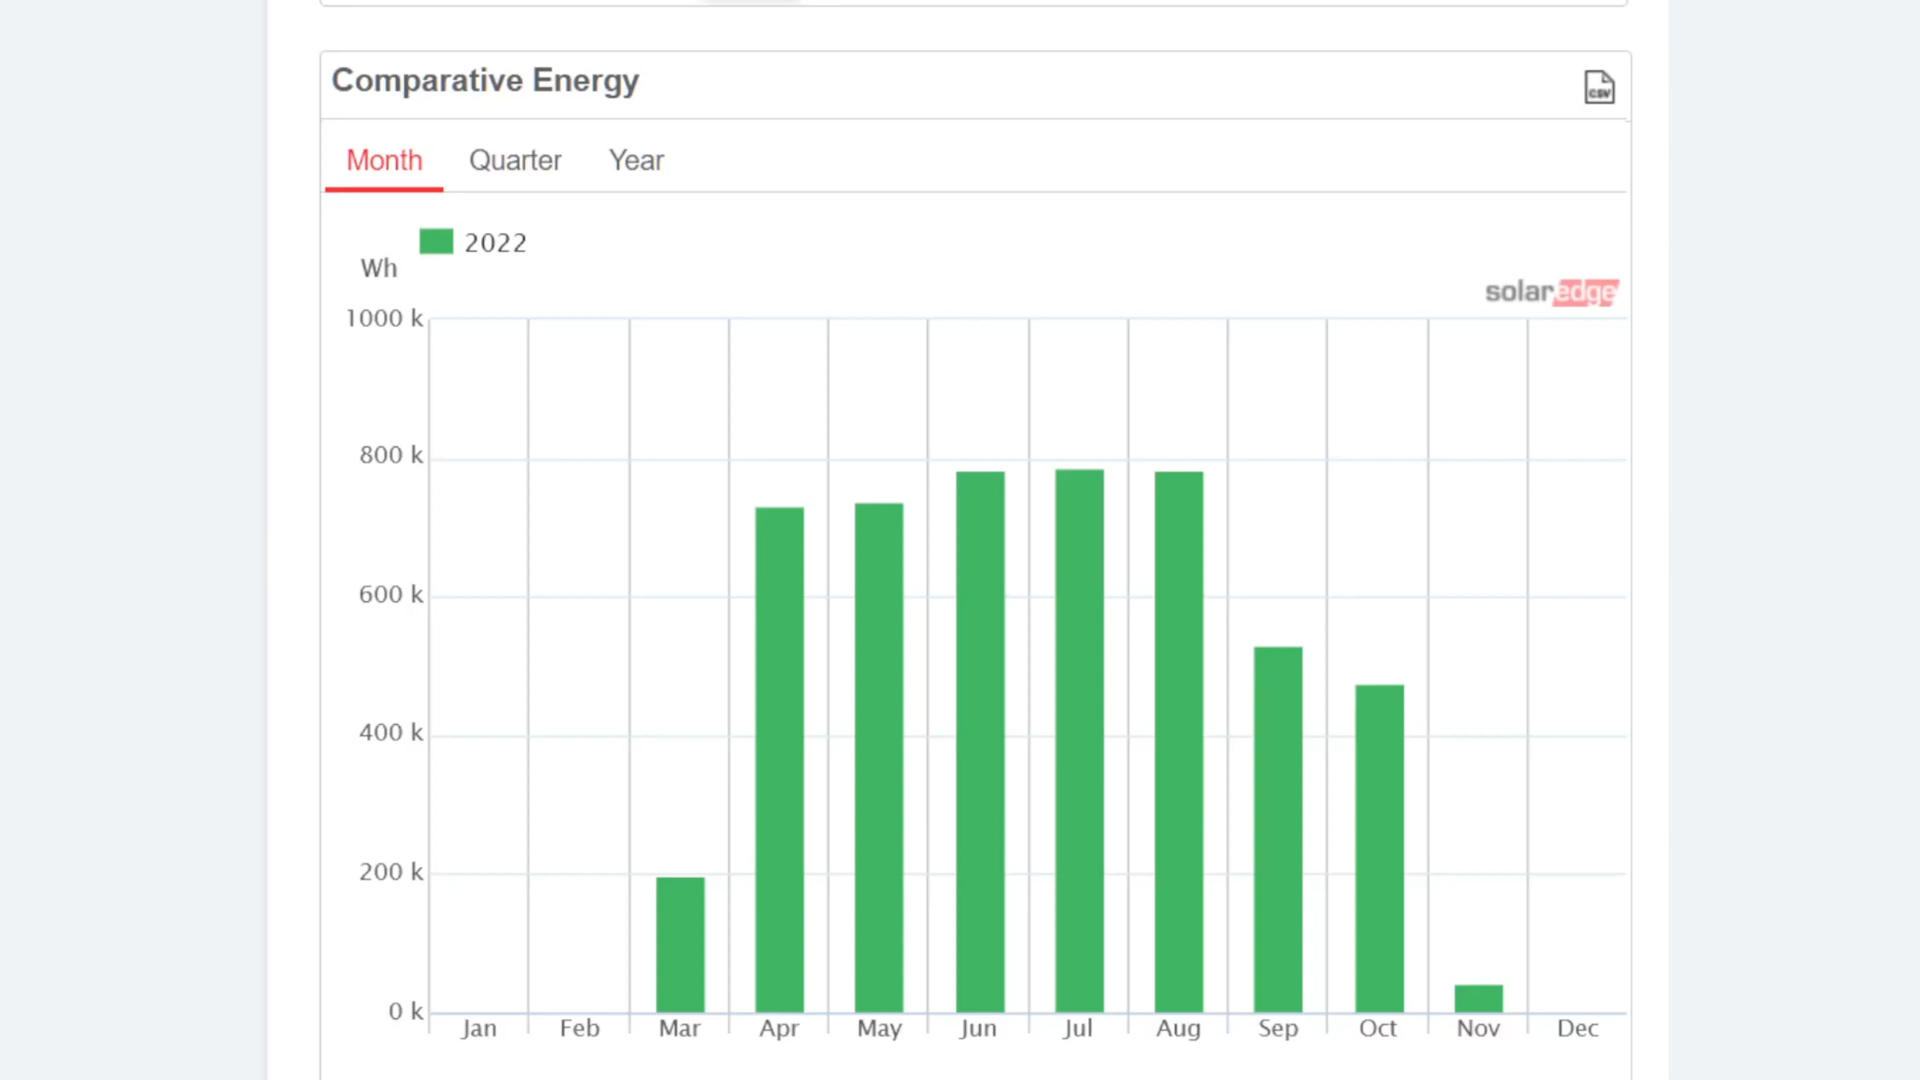 Comparative Energy
CSV
Month Quarter Year
2022
Wh
solaredge
1000 k
800 k
600 k
400 k
200 k
0 k
Jan Feb Mar Apr May Jun Jul Aug Sep Oct Nov Dec